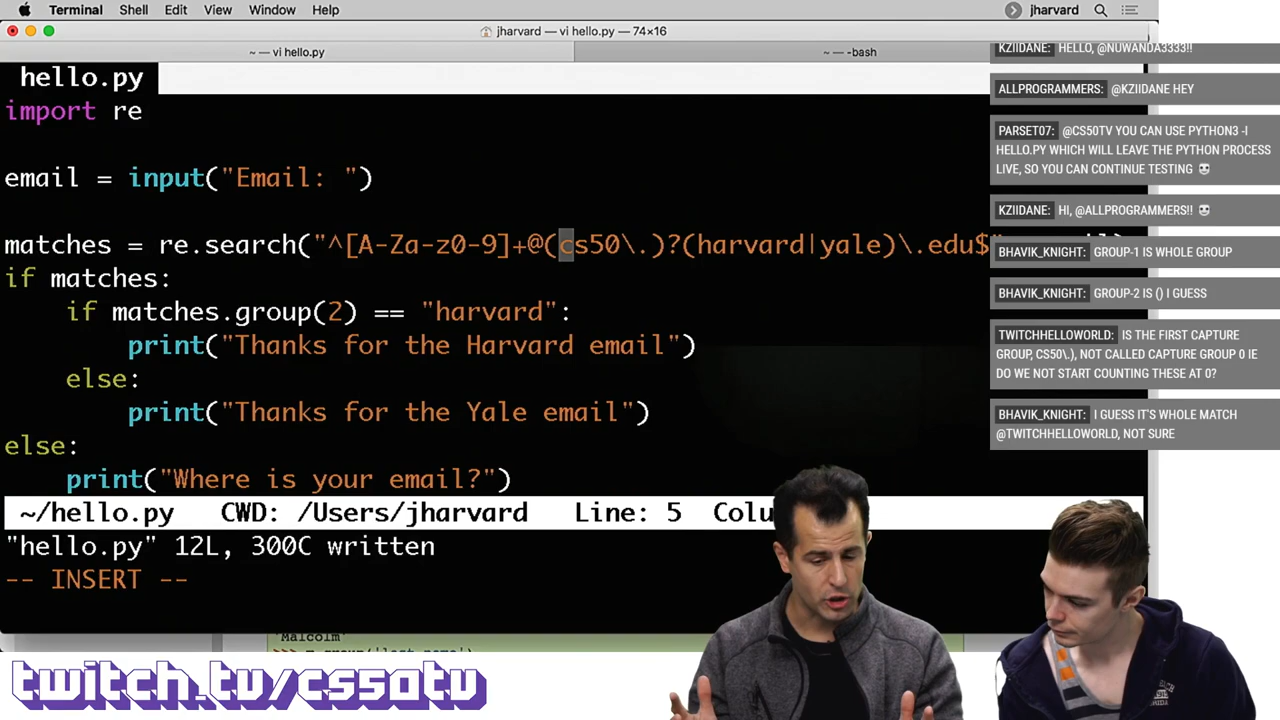 Terminal Shell Edit View Window Help jharvard
jharvard — vi hello.py — 74×16
~ — vi hello.py
~ — -bash
hello.py
import re
email = input("Email: ")
matches = re.search("^[A-Za-z0-9]+@(cs50\.)?(harvard|yale)\.edu$"
if matches:
    if matches.group(2) == "harvard":
        print("Thanks for the Harvard email")
    else:
        print("Thanks for the Yale email")
else:
    print("Where is your email?")
~/hello.py CWD: /Users/jharvard Line: 5 Colu
"hello.py" 12L, 300C written
-- INSERT --
'Malcolm'
>>> m.group('last_name')
twitch.tv/cs50tv
KZIIDANE: HELLO, @NUWANDA3333!!
ALLPROGRAMMERS: @KZIIDANE HEY
PARSET07: @CS50TV YOU CAN USE PYTHON3 -I
HELLO.PY WHICH WILL LEAVE THE PYTHON PROCESS
LIVE, SO YOU CAN CONTINUE TESTING
KZIIDANE: HI, @ALLPROGRAMMERS!!
BHAVIK_KNIGHT: GROUP-1 IS WHOLE GROUP
BHAVIK_KNIGHT: GROUP-2 IS () I GUESS
TWITCHHELLOWORLD: IS THE FIRST CAPTURE
GROUP, CS50\.), NOT CALLED CAPTURE GROUP 0 IE
DO WE NOT START COUNTING THESE AT 0?
BHAVIK_KNIGHT: I GUESS IT'S WHOLE MATCH
@TWITCHHELLOWORLD, NOT SURE